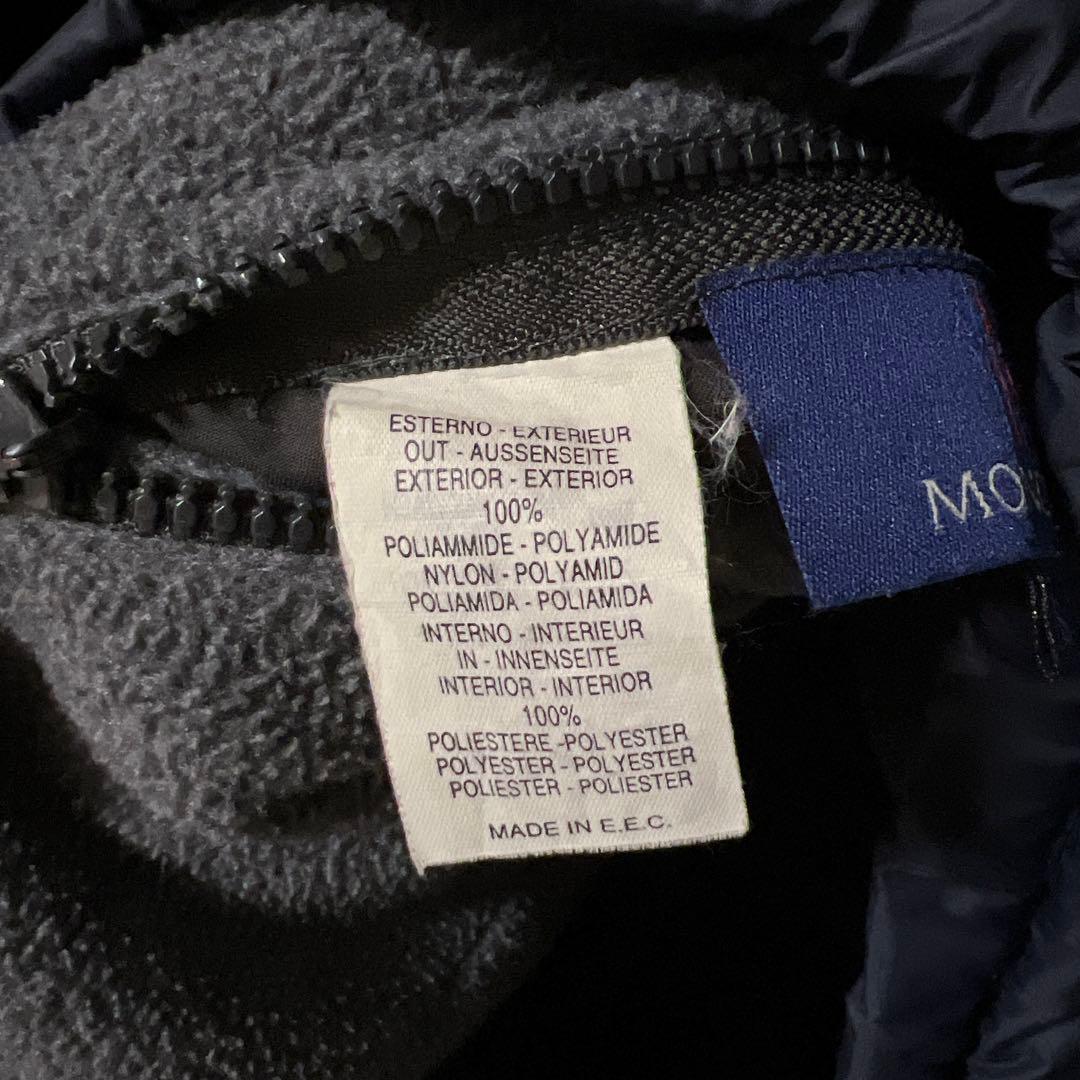 ESTERNO - EXTERIEUR
OUT - AUSSENSEITE
EXTERIOR - EXTERIOR
100%
POLIAMMIDE - POLYAMIDE
NYLON - POLYAMID
POLIAMIDA - POLIAMIDA
INTERNO - INTERIEUR
IN - INNENSEITE
INTERIOR - INTERIOR
100%
POLIESTERE -POLYESTER
POLYESTER - POLYESTER
POLIESTER - POLIESTER
MADE IN E.E.C.